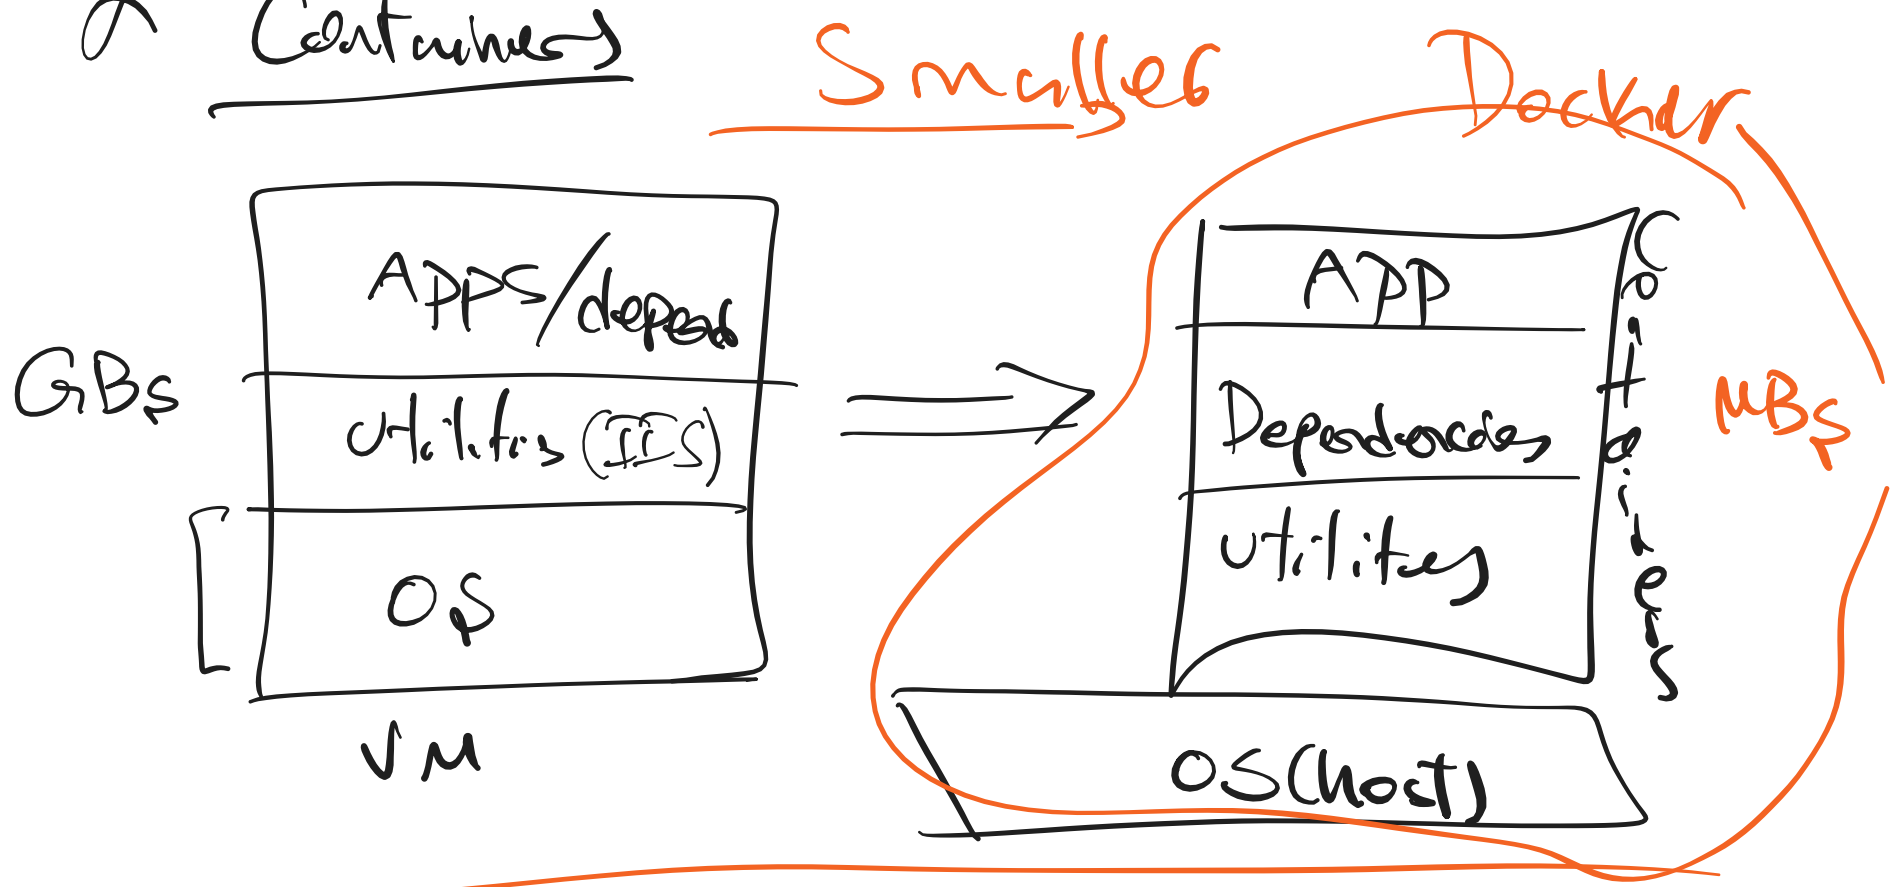 Containers
Smaller
Docker
Apps/depend
GBs
Utilities (IIS)
OS
VM
App
Dependencies
Utilities
Containers
MBs
OS(host)